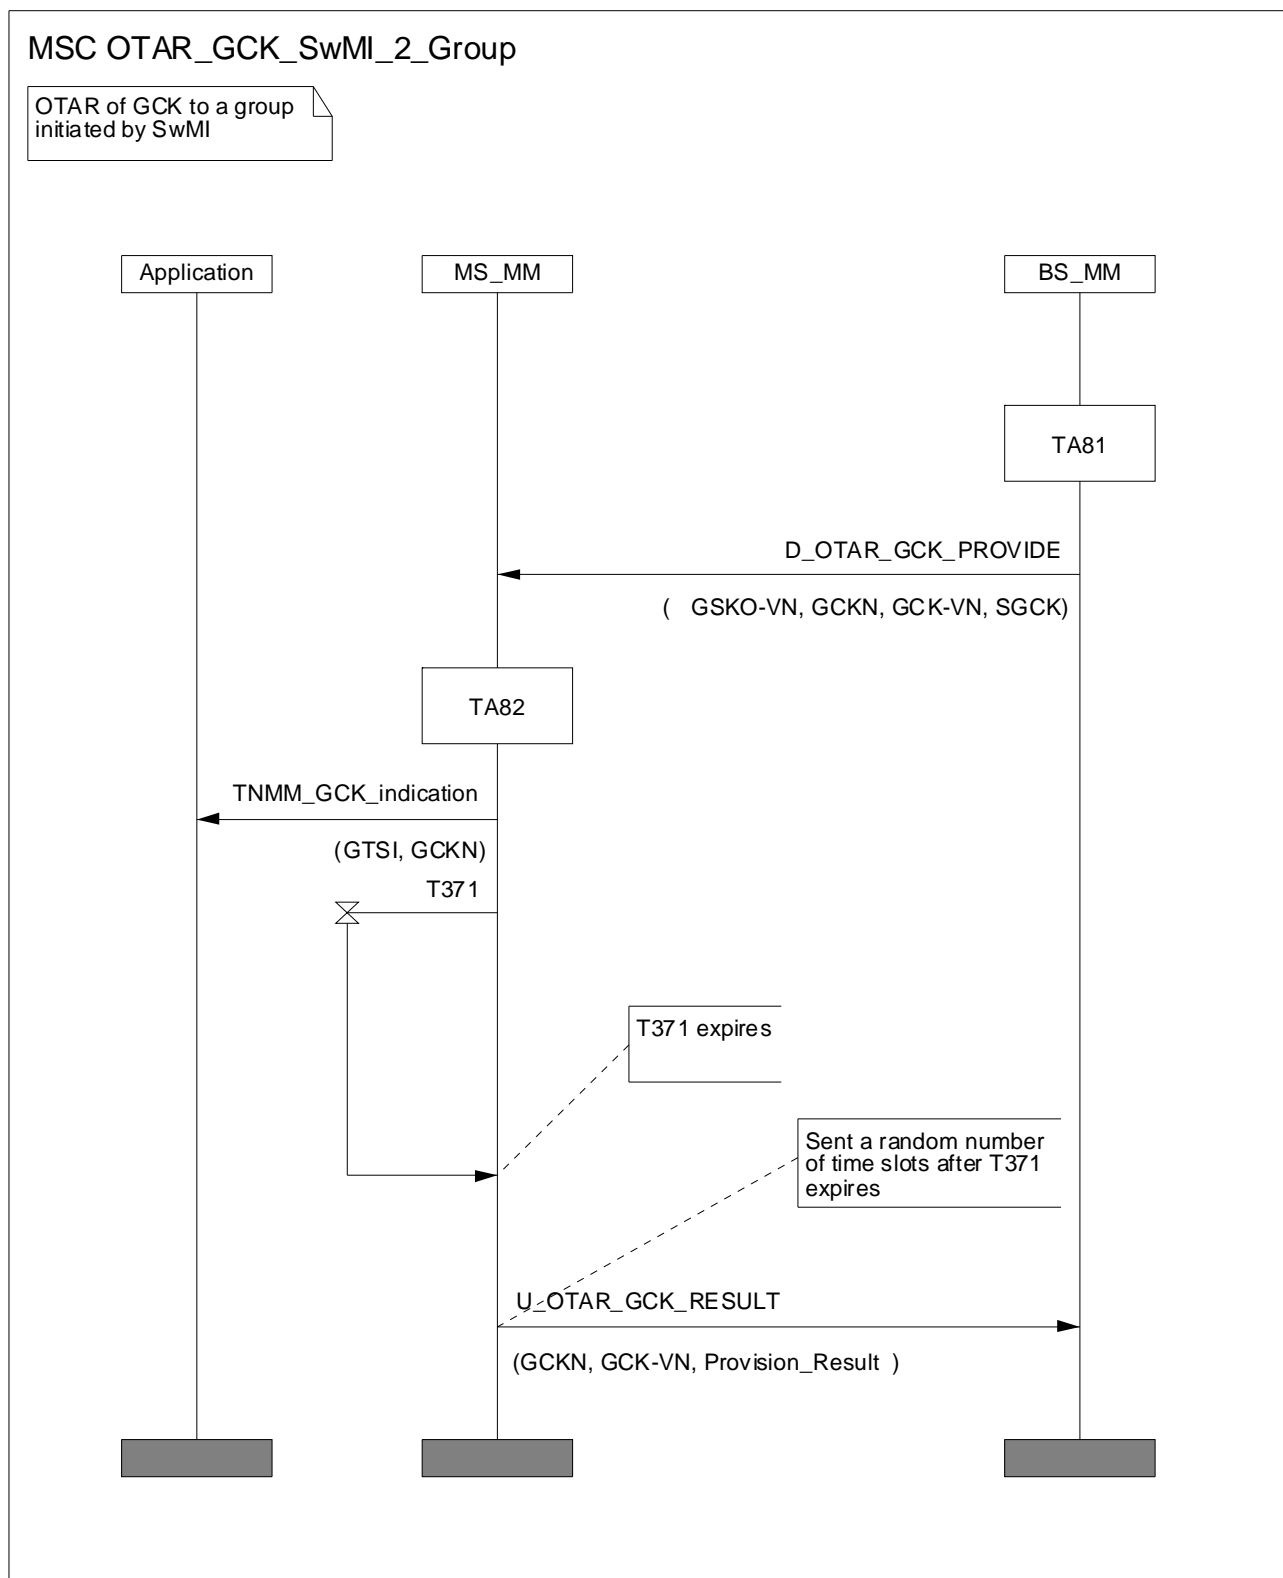 MSC OTAR_GCK_SwMI_2_Group
OTAR of GCK to a group
initiated by SwMI
Application
MS_MM
BS_MM
TA81
D_OTAR_GCK_PROVIDE
( GSKO-VN, GCKN, GCK-VN, SGCK)
TA82
TNMM_GCK_indication
(GTSI, GCKN)
T371
T371 expires
Sent a random number
of time slots after T371
expires
U_OTAR_GCK_RESULT
(GCKN, GCK-VN, Provision_Result )